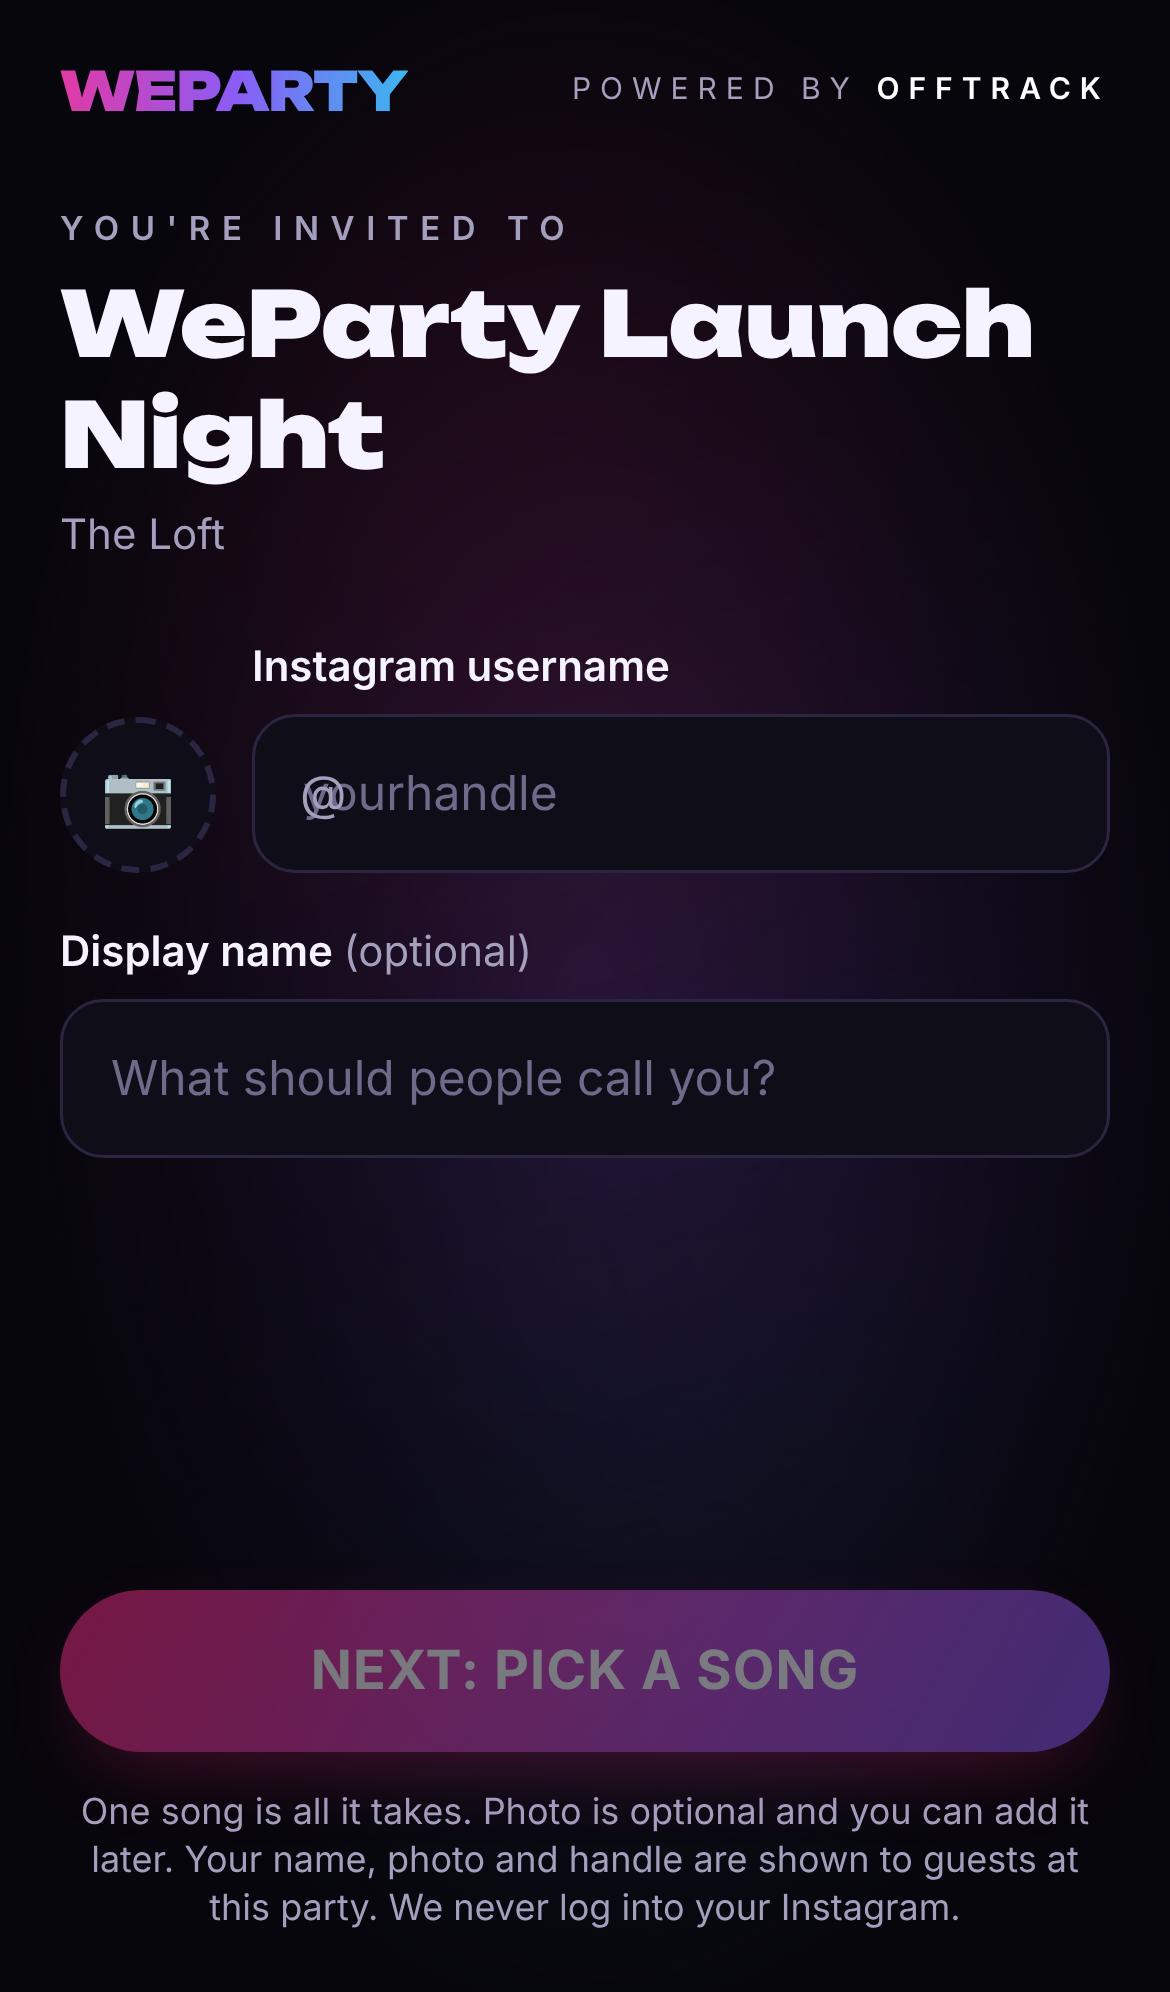 WEPARTY
POWERED BY OFFTRACK
YOU'RE INVITED TO
WeParty Launch
Night
The Loft
Instagram username
@yourhandle
Display name (optional)
What should people call you?
NEXT: PICK A SONG
One song is all it takes. Photo is optional and you can add it
later. Your name, photo and handle are shown to guests at
this party. We never log into your Instagram.